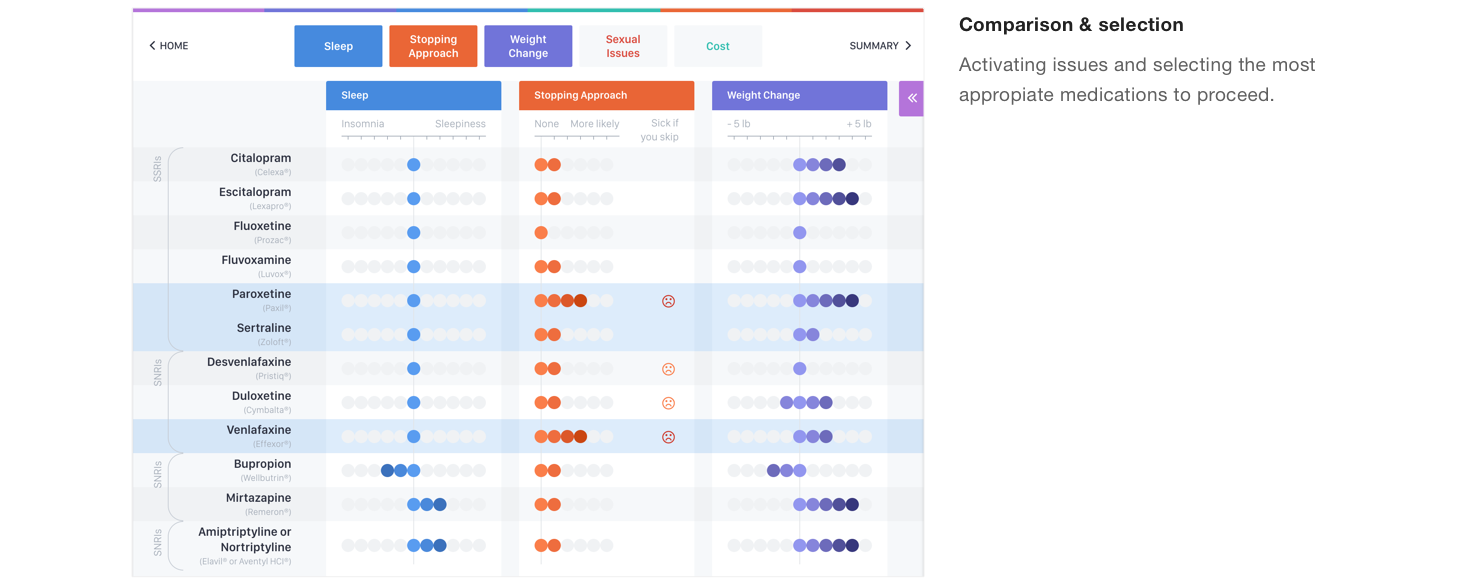 HOME
Sleep
Stopping
Approach
Weight
Change
Sexual
Issues
Cost
SUMMARY
Comparison & selection
Activating issues and selecting the most
appropiate medications to proceed.
Sleep
Stopping Approach
Weight Change
Insomnia Sleepiness
None More likely Sick if
you skip
- 5 lb + 5 lb
SSRIs
Citalopram
(Celexa®)
Escitalopram
(Lexapro®)
Fluoxetine
(Prozac®)
Fluvoxamine
(Luvox®)
Paroxetine
(Paxil®)
Sertraline
(Zoloft®)
SNRIs
Desvenlafaxine
(Pristiq®)
Duloxetine
(Cymbalta®)
Venlafaxine
(Effexor®)
SNRIs
Bupropion
(Wellbutrin®)
Mirtazapine
(Remeron®)
SNRIs
Amiptriptyline or
Nortriptyline
(Elavil® or Aventyl HCl®)